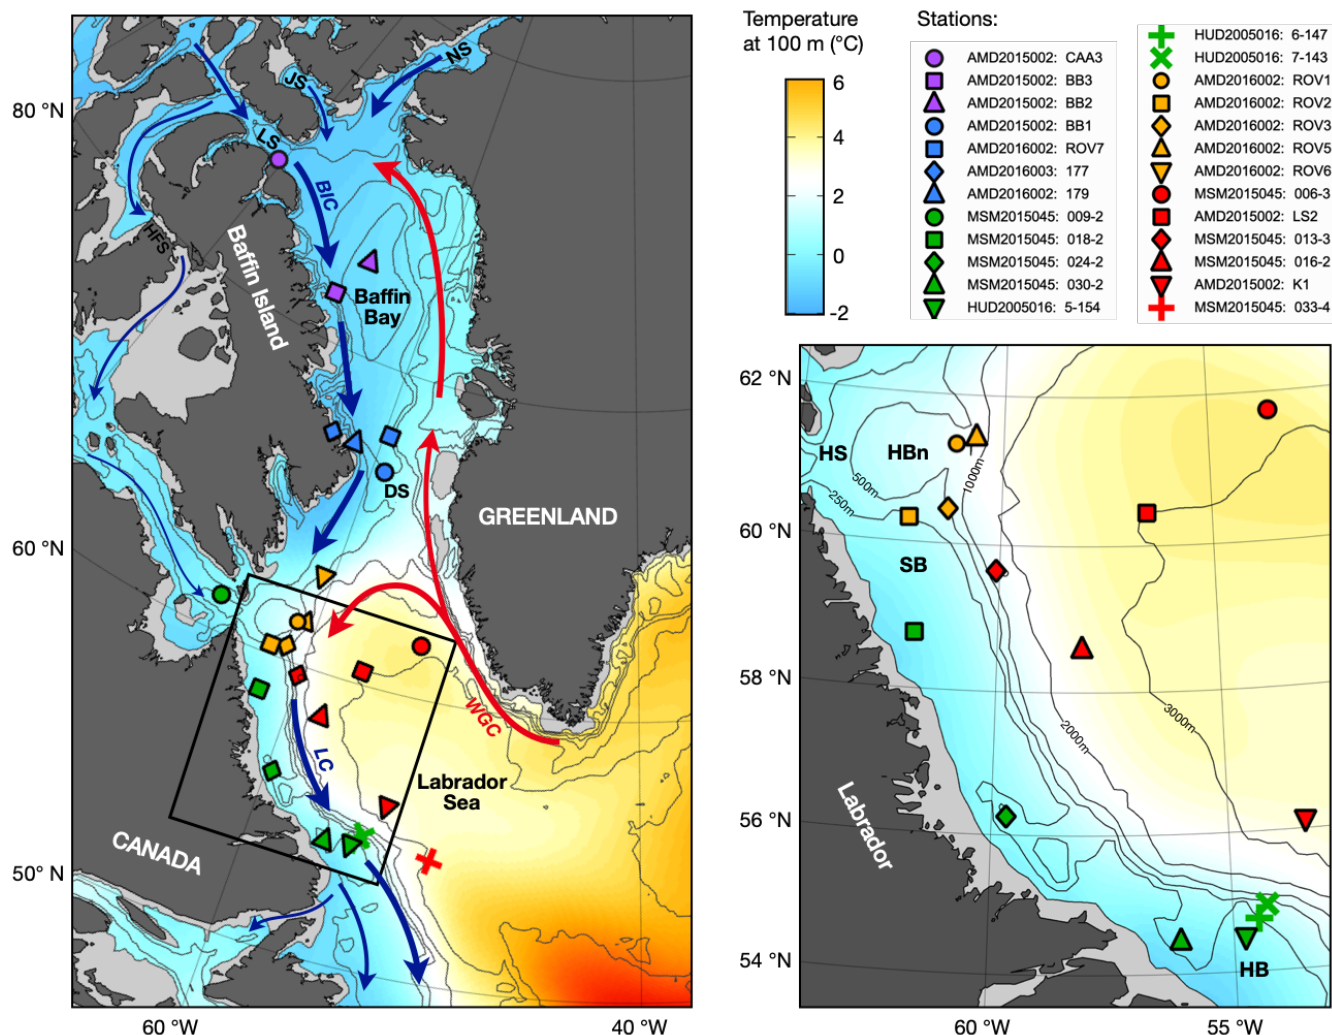 80 °N
60 °N
50 °N
60 °W
40 °W
NS
JS
LS
BIC
HFS
Baffin Island
Baffin
Bay
DS
GREENLAND
WGC
LC
Labrador
Sea
CANADA
Temperature
at 100 m (°C)
6
4
2
0
-2
Stations:
AMD2015002: CAA3
AMD2015002: BB3
AMD2015002: BB2
AMD2015002: BB1
AMD2016002: ROV7
AMD2016003: 177
AMD2016002: 179
MSM2015045: 009-2
MSM2015045: 018-2
MSM2015045: 024-2
MSM2015045: 030-2
HUD2005016: 5-154
HUD2005016: 6-147
HUD2005016: 7-143
AMD2016002: ROV1
AMD2016002: ROV2
AMD2016002: ROV3
AMD2016002: ROV5
AMD2016002: ROV6
MSM2015045: 006-3
AMD2015002: LS2
MSM2015045: 013-3
MSM2015045: 016-2
AMD2015002: K1
MSM2015045: 033-4
62 °N
60 °N
58 °N
56 °N
54 °N
60 °W
55 °W
HS
HBn
500m
250m
1000m
SB
2000m
3000m
Labrador
HB